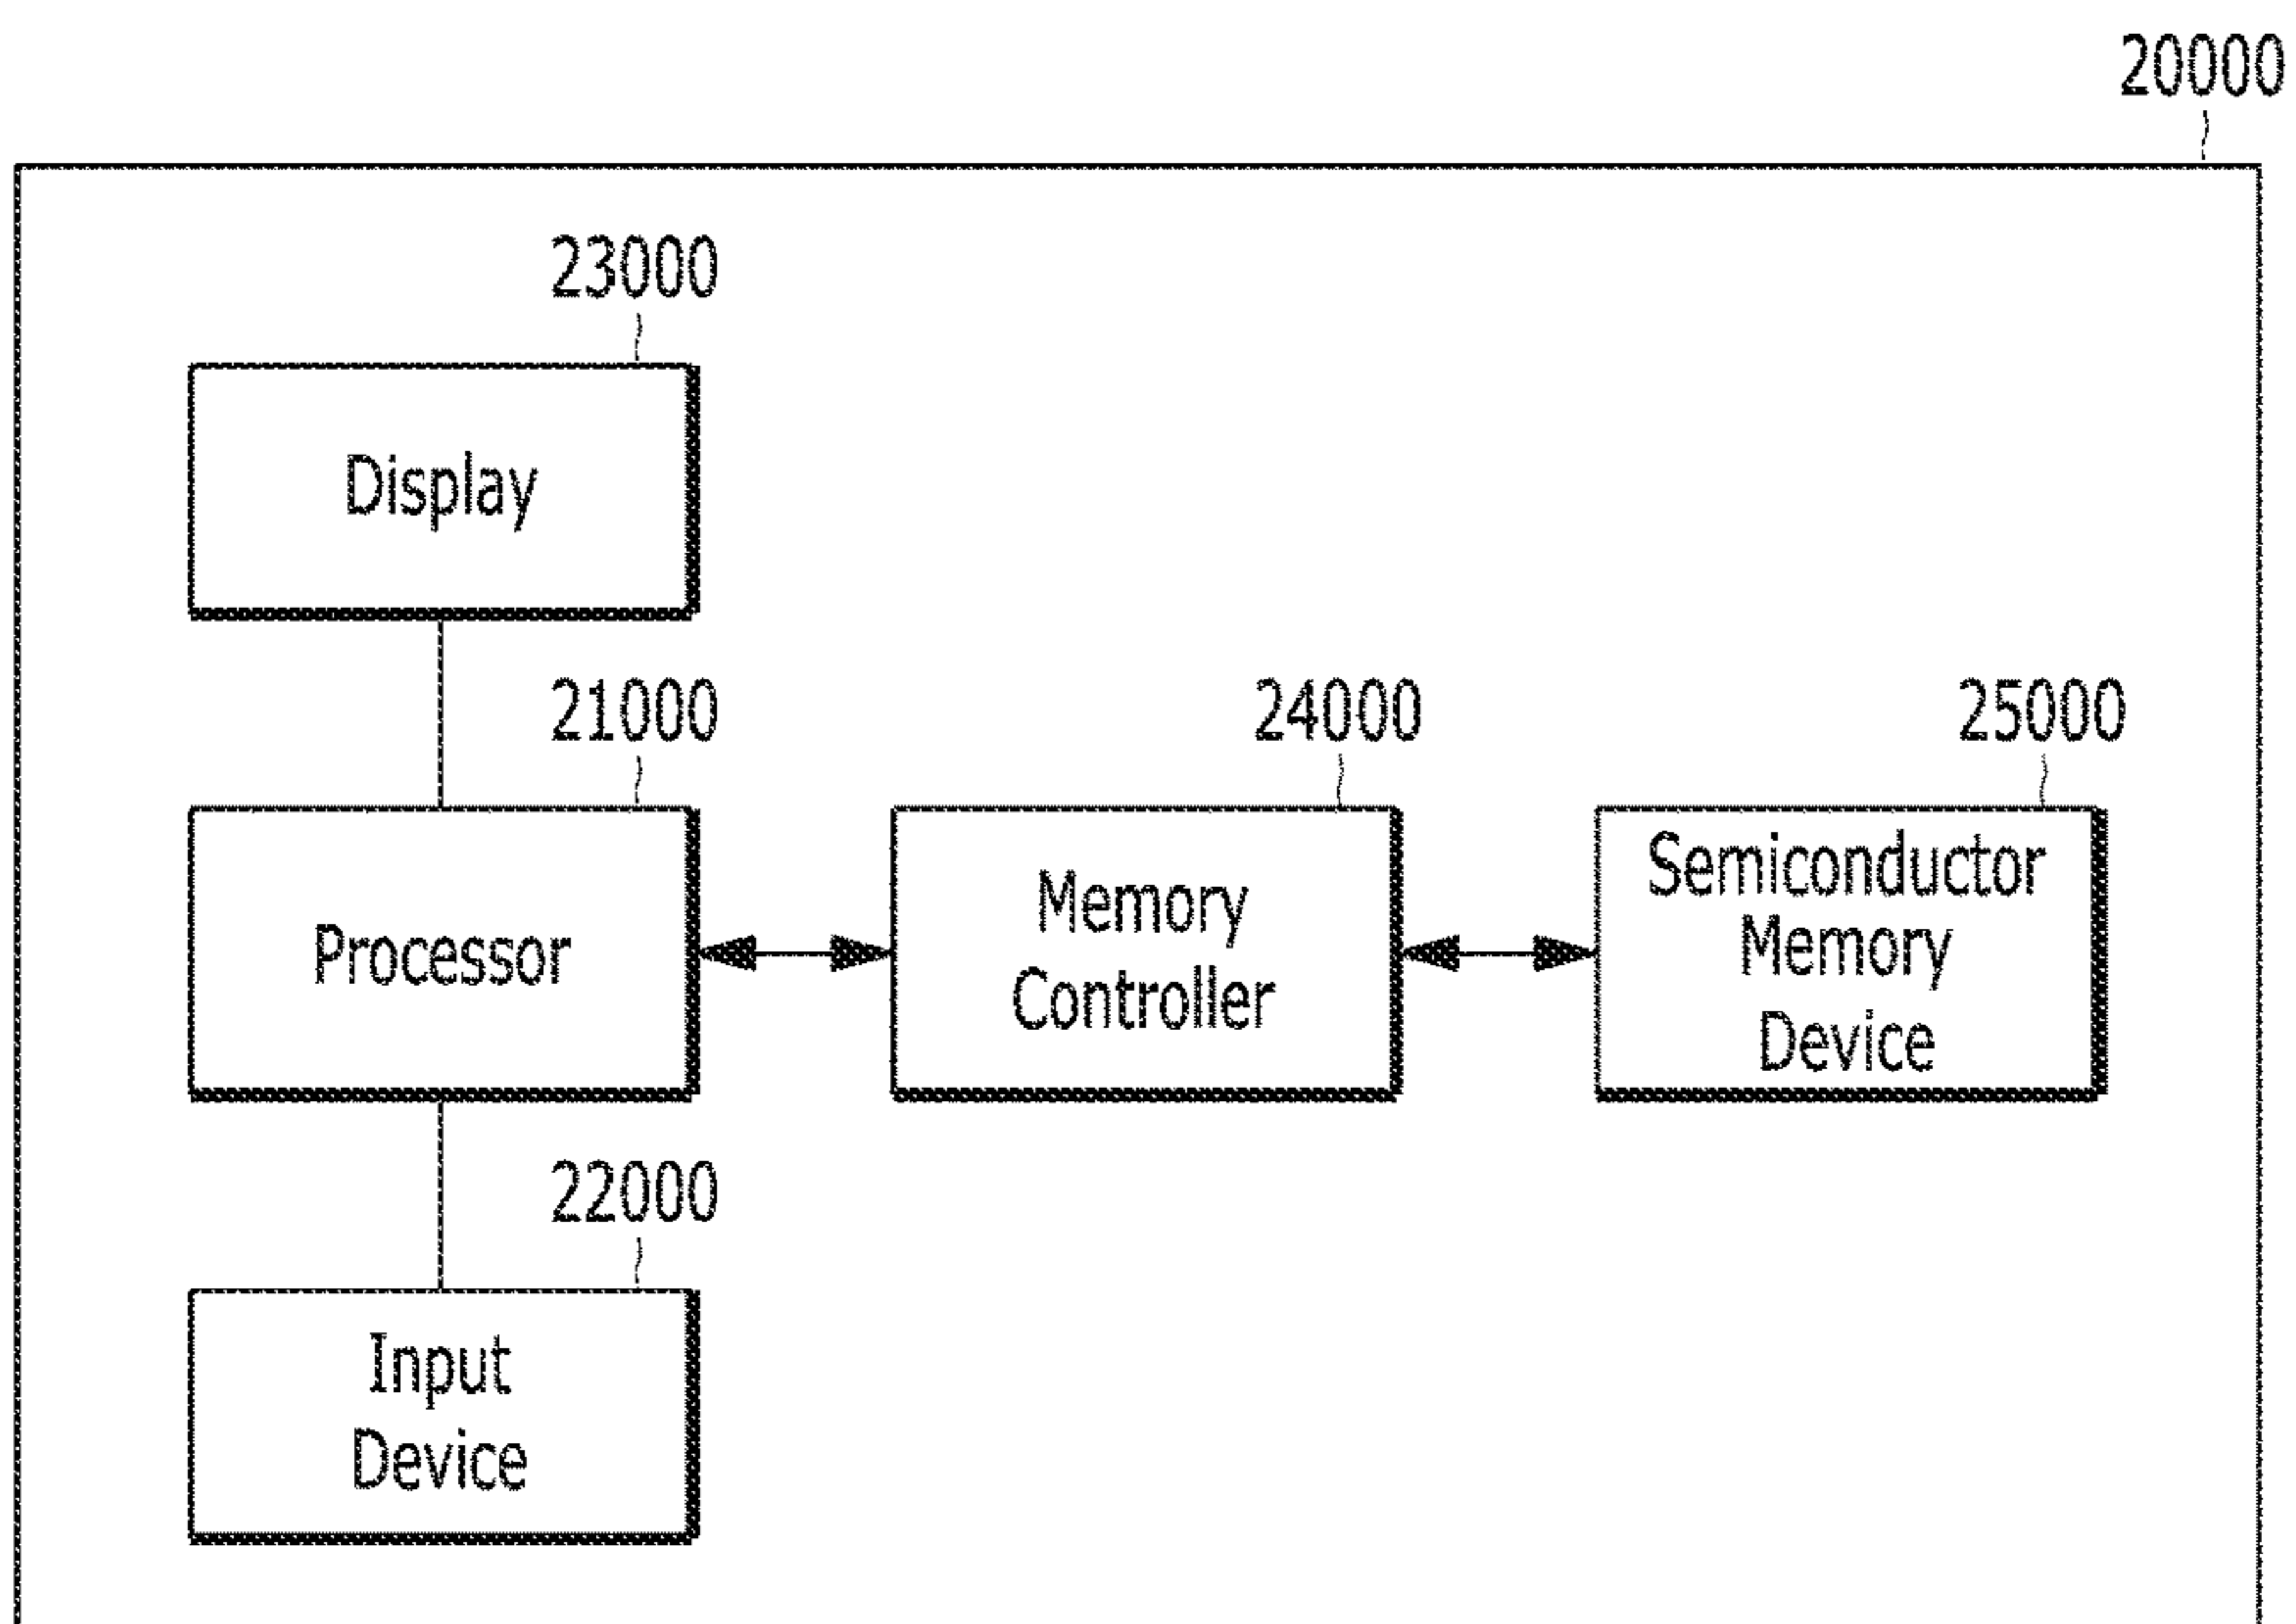 20000
23000
Display
21000
Processor
24000
Memory
Controller
25000
Semiconductor
Memory
Device
22000
Input
Device